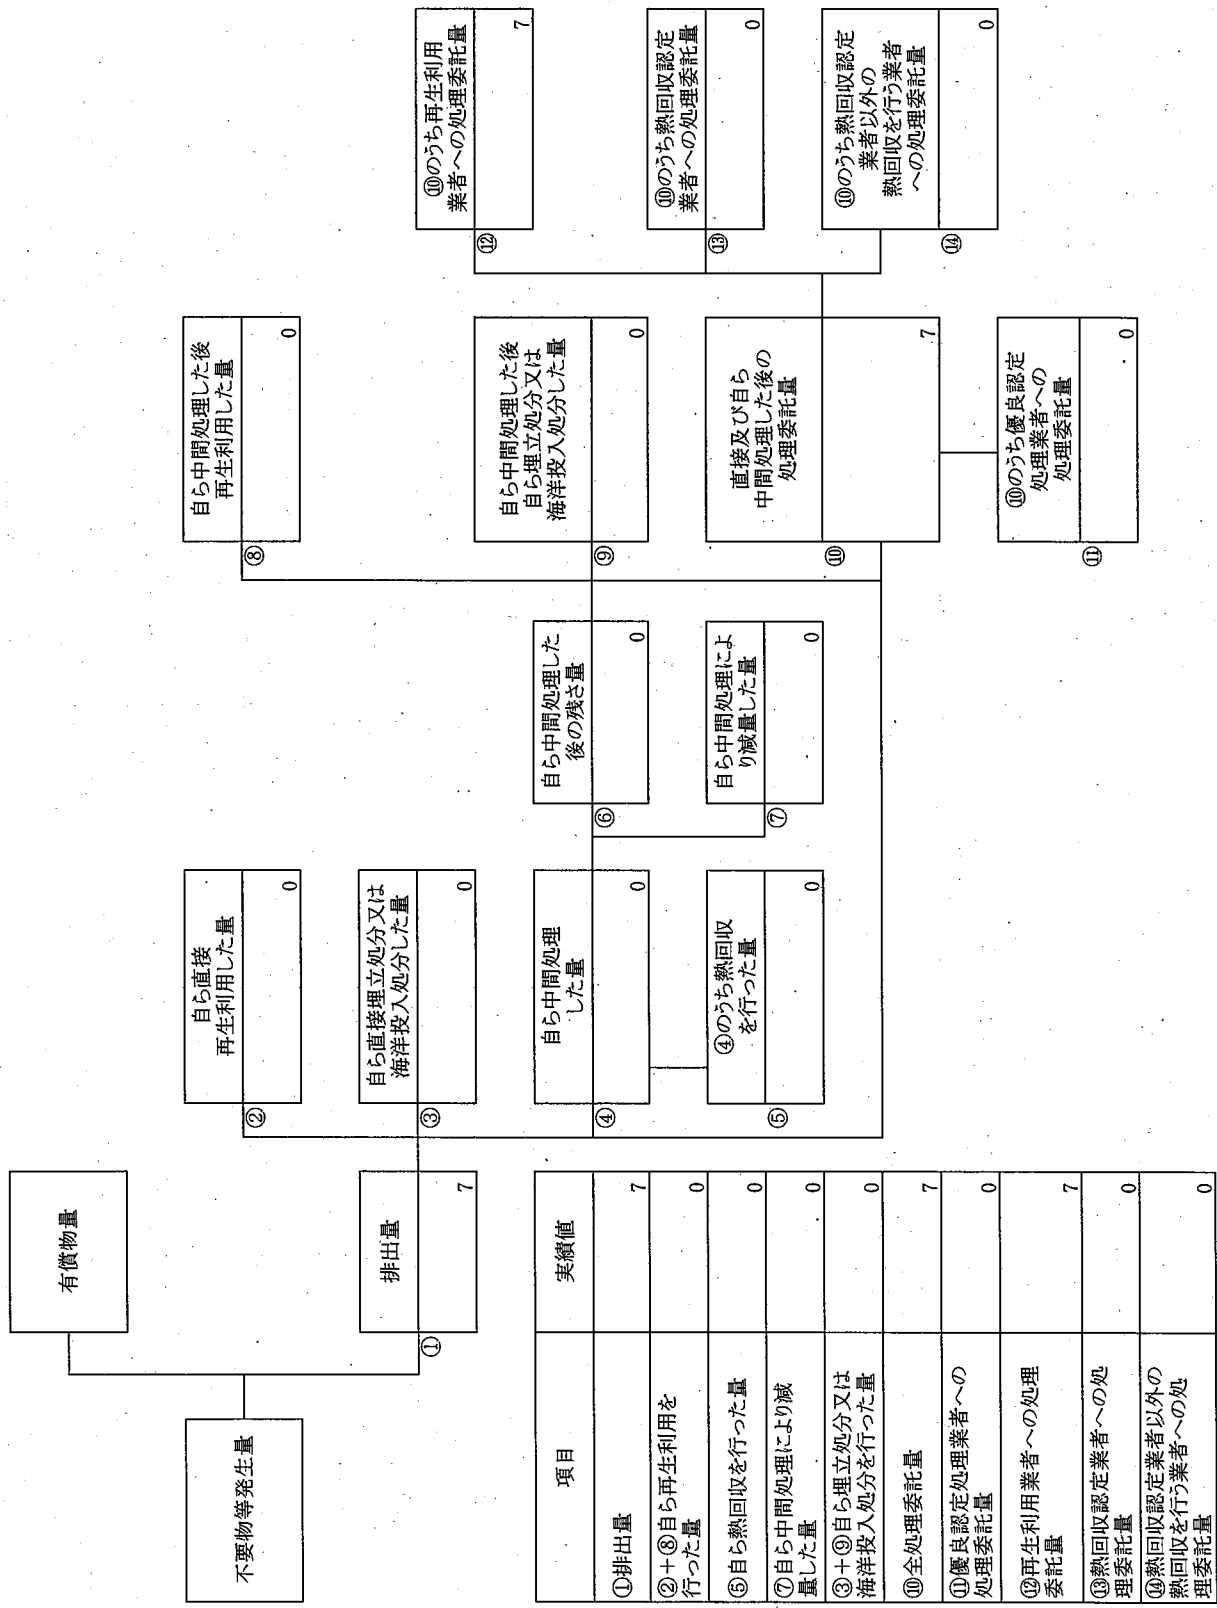 不要物等発生量
有償物量
排出量
①
7
自ら直接
再生利用した量
②
0
自ら直接埋立処分又は
海洋投入処分した量
③
0
自ら中間処理
した量
④
0
④のうち熱回収
を行った量
⑤
0
自ら中間処理した
後の残さ量
⑥
0
自ら中間処理によ
り減量した量
⑦
0
自ら中間処理した後
再生利用した量
⑧
0
自ら中間処理した後
自ら埋立処分又は
海洋投入処分した量
⑨
0
直接及び自ら
中間処理した後の
処理委託量
⑩
7
⑩のうち優良認定
処理業者への
処理委託量
⑪
0
⑩のうち再生利用
業者への処理委託量
⑫
7
⑩のうち熱回収認定
業者への処理委託量
⑬
0
⑩のうち熱回収認定
業者以外の
熱回収を行う業者
への処理委託量
⑭
0
項目 実績値
①排出量 7
②＋⑧自ら再生利用を
行った量 0
⑤自ら熱回収を行った量 0
⑦自ら中間処理により減
量した量 0
③＋⑨自ら埋立処分又は
海洋投入処分を行った量 0
⑩全処理委託量 7
⑪優良認定処理業者への
処理委託量 0
⑫再生利用業者への処理
委託量 7
⑬熱回収認定業者への処
理委託量 0
⑭熱回収認定業者以外の
熱回収を行う業者への処
理委託量 0